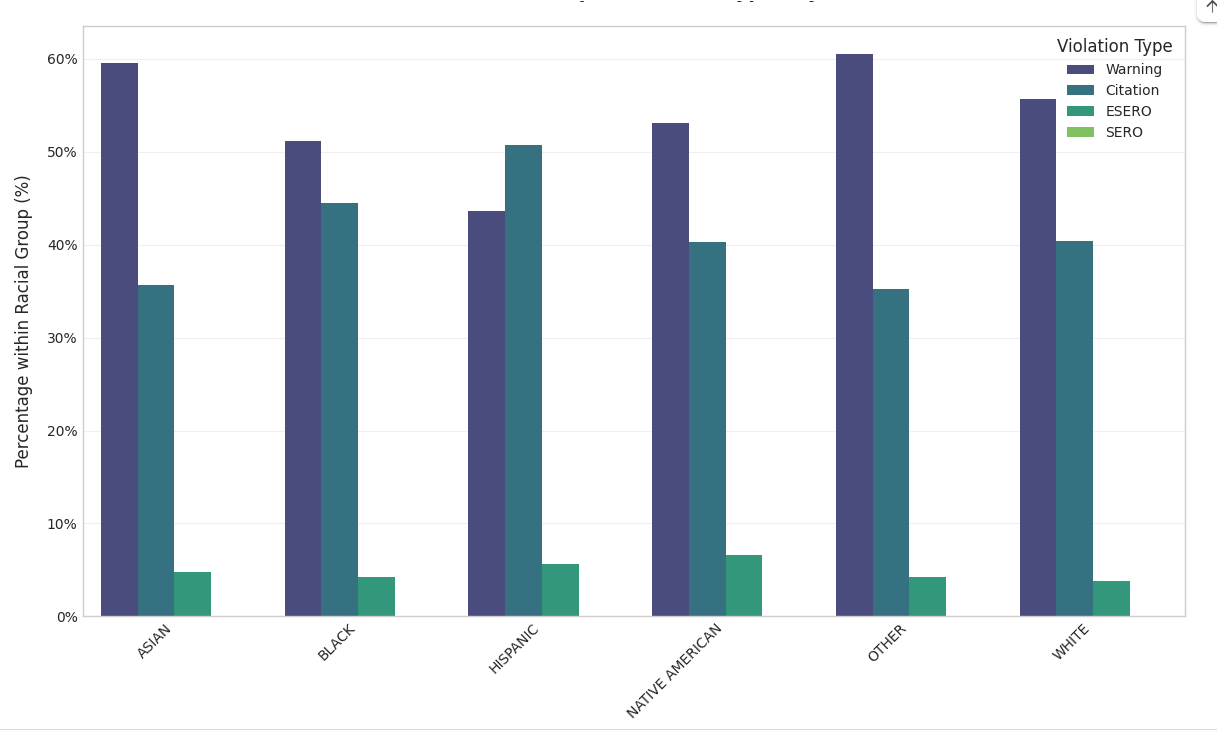 Violation Type
Warning
Citation
ESERO
SERO
Percentage within Racial Group (%)
60%
50%
40%
30%
20%
10%
0%
ASIAN
BLACK
HISPANIC
NATIVE AMERICAN
OTHER
WHITE